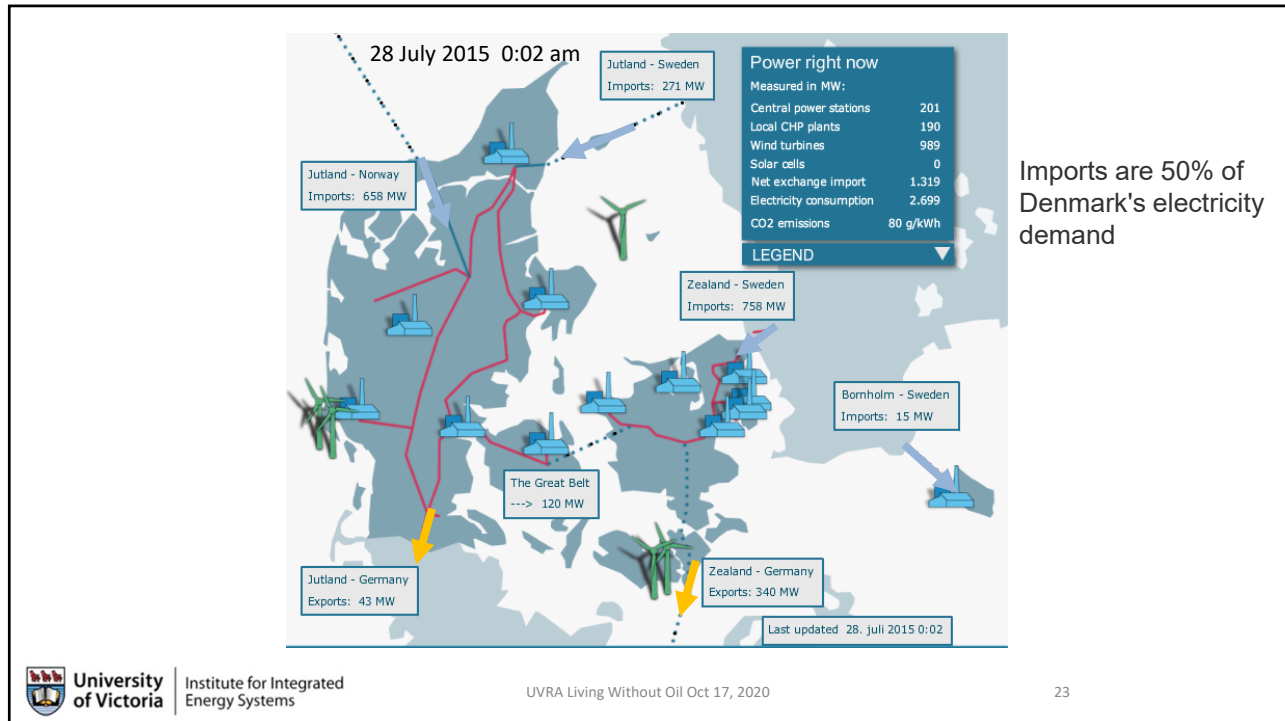 28 July 2015  0:02 am
Jutland - Sweden
Imports: 271 MW
Power right now
Measured in MW:
Central power stations 201
Local CHP plants 190
Wind turbines 989
Solar cells 0
Net exchange import 1.319
Electricity consumption 2.699
CO2 emissions 80 g/kWh
LEGEND
Imports are 50% of
Denmark's electricity
demand
Jutland - Norway
Imports: 658 MW
Zealand - Sweden
Imports: 758 MW
Bornholm - Sweden
Imports: 15 MW
The Great Belt
---> 120 MW
Jutland - Germany
Exports: 43 MW
Zealand - Germany
Exports: 340 MW
Last updated 28. juli 2015 0:02
University
of Victoria
Institute for Integrated
Energy Systems
UVRA Living Without Oil Oct 17, 2020
23